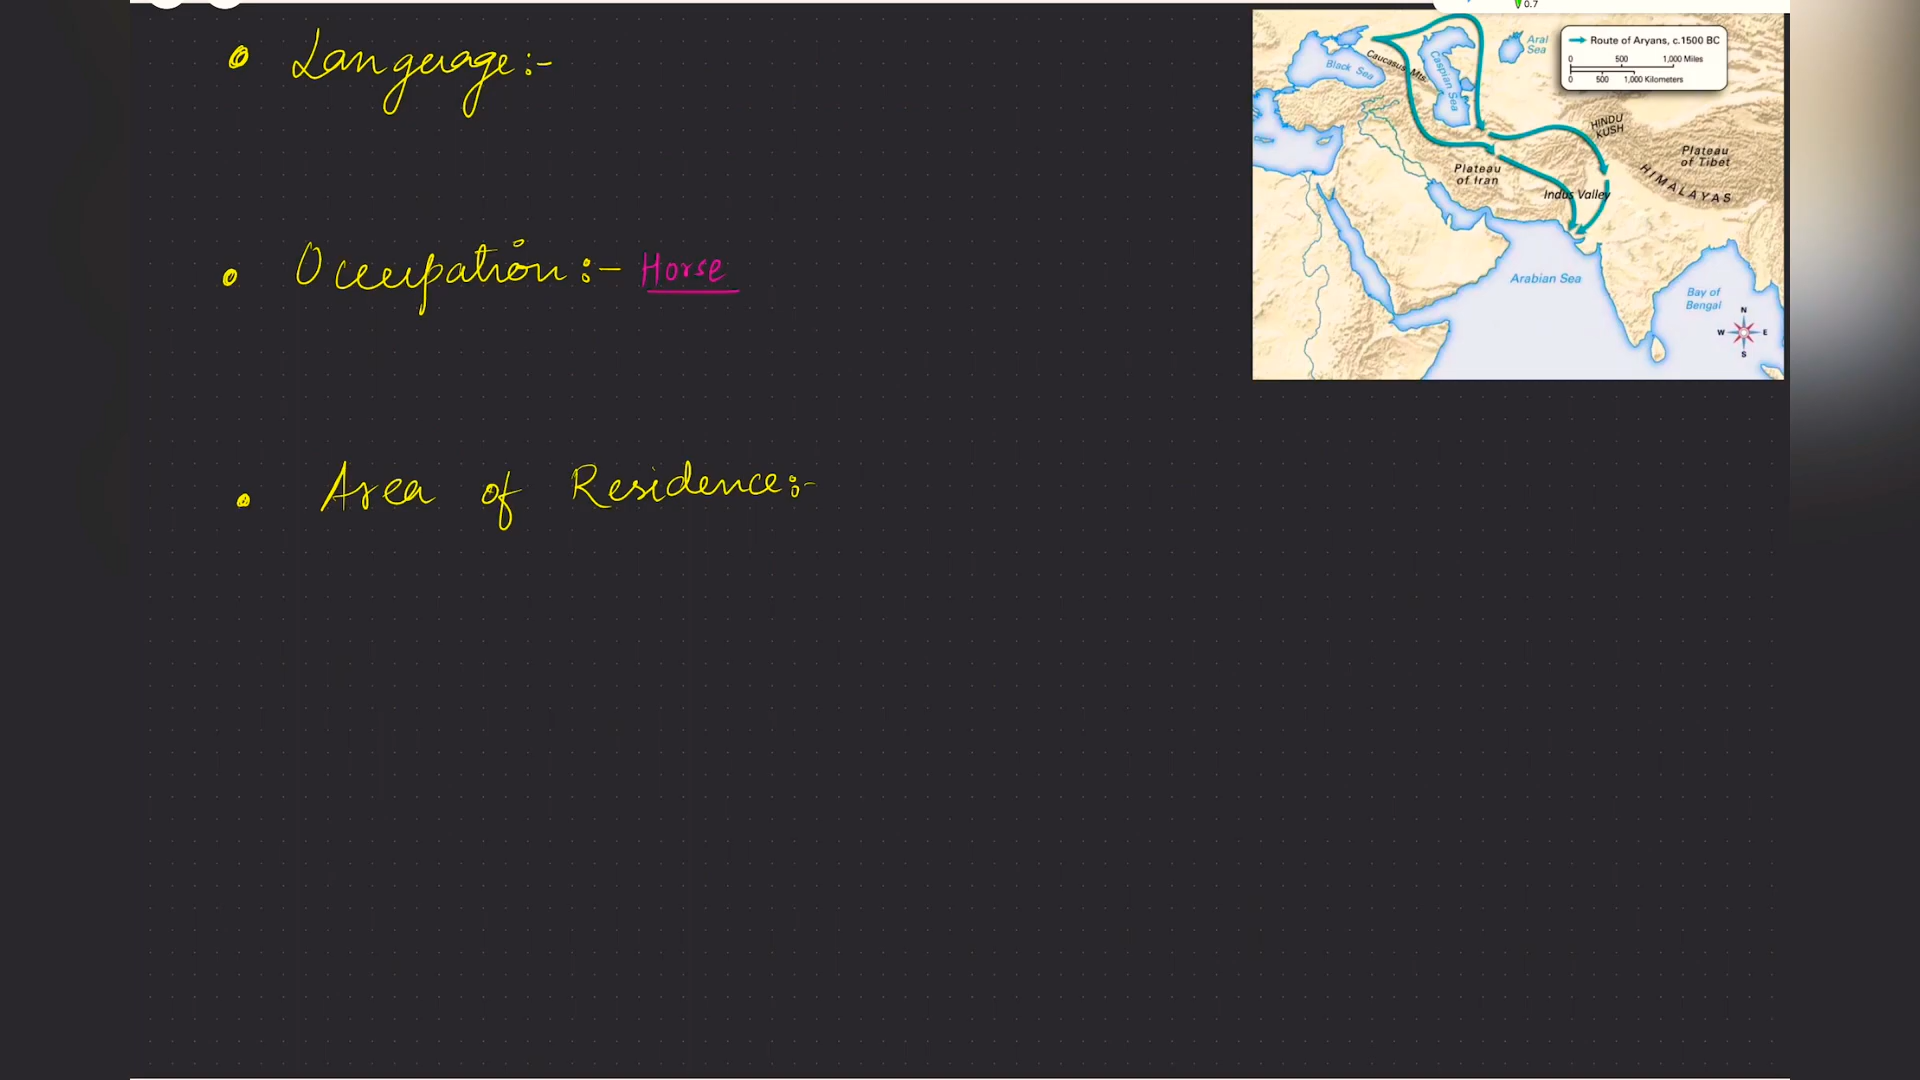 0.7
• Language:-
• Occupation:- Horse
• Area of Residence:-
Route of Aryans, c.1500 BC
0 500 1,000 Miles
0 500 1,000 Kilometers
Aral Sea
Black Sea
Caucasus Mts.
Caspian Sea
HINDU KUSH
Plateau of Tibet
Plateau of Iran
HIMALAYAS
Indus Valley
Arabian Sea
Bay of Bengal
N
W E
S